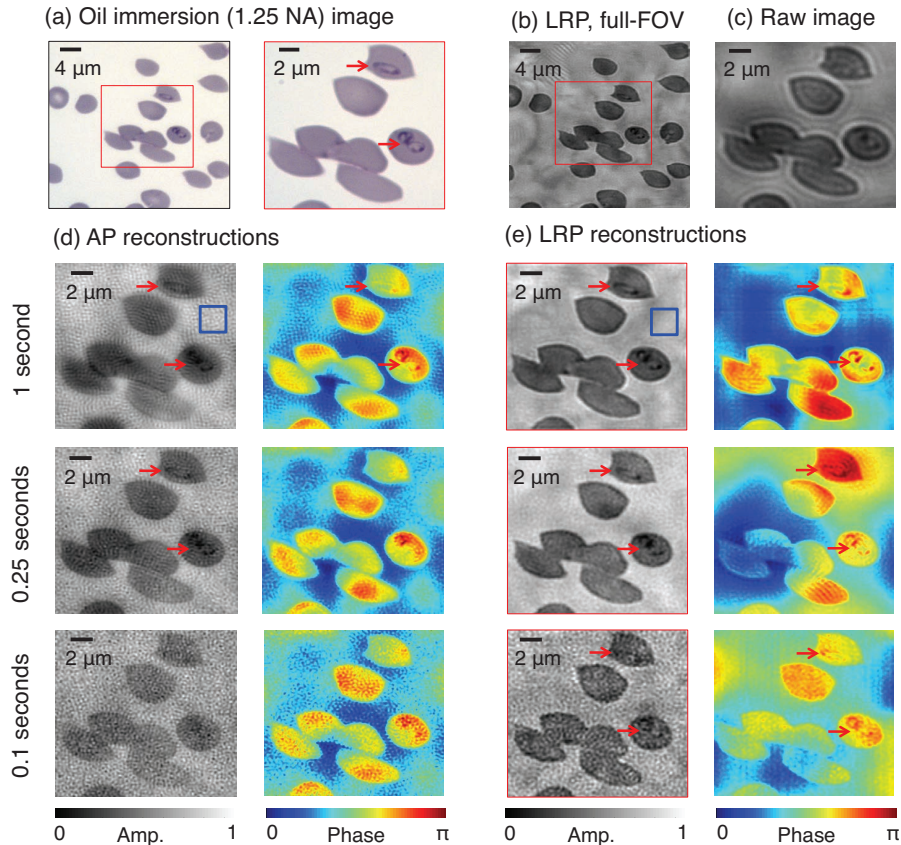 (a) Oil immersion (1.25 NA) image
(b) LRP, full-FOV
(c) Raw image
4 μm
2 μm
4 μm
2 μm
(d) AP reconstructions
(e) LRP reconstructions
1 second
2 μm
2 μm
0.25 seconds
2 μm
2 μm
0.1 seconds
2 μm
2 μm
0 Amp. 1
0 Phase π
0 Amp. 1
0 Phase π